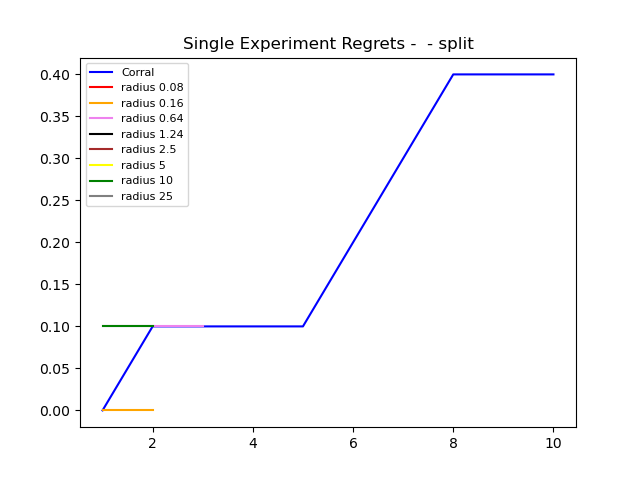 Single Experiment Regrets -  - split
Corral
radius 0.08
radius 0.16
radius 0.64
radius 1.24
radius 2.5
radius 5
radius 10
radius 25
0.40
0.35
0.30
0.25
0.20
0.15
0.10
0.05
0.00
2 4 6 8 10